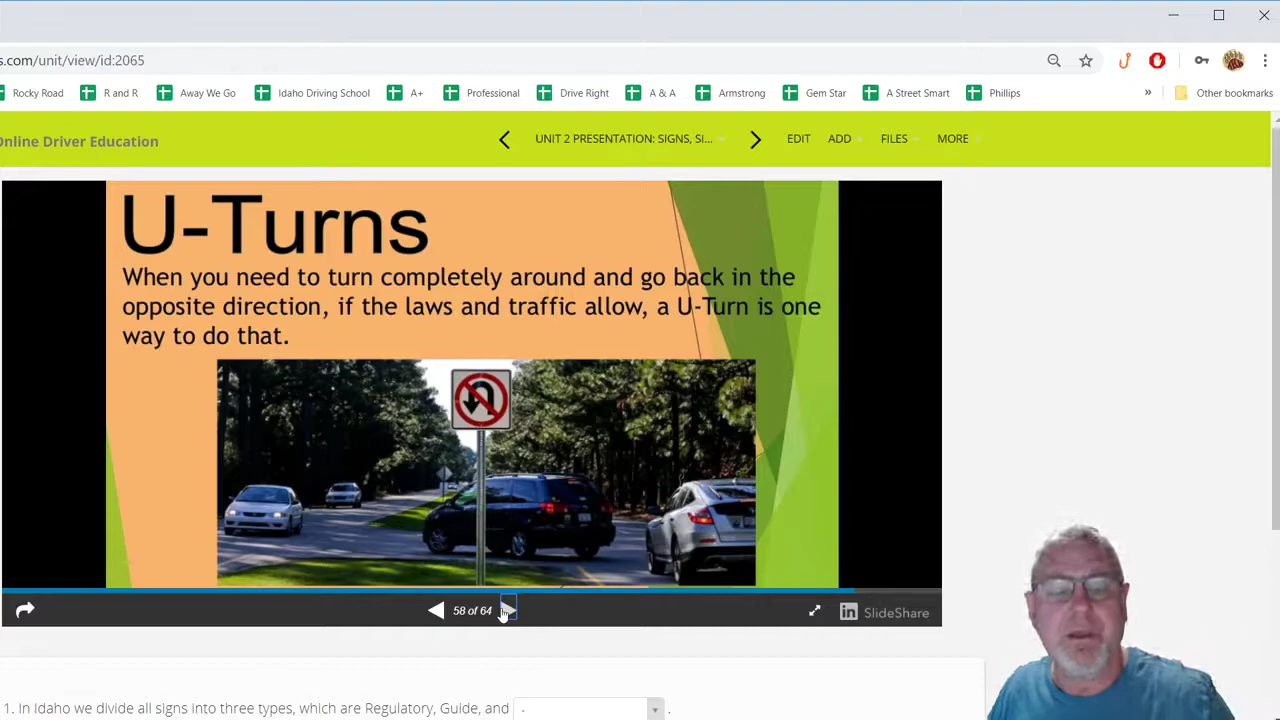 s.com/unit/view/id:2065
Rocky Road R and R Away We Go Idaho Driving School A+ Professional Drive Right A & A Armstrong Gem Star A Street Smart Phillips » Other bookmarks
Online Driver Education
UNIT 2 PRESENTATION: SIGNS, SI... EDIT ADD FILES MORE
U-Turns
When you need to turn completely around and go back in the
opposite direction, if the laws and traffic allow, a U-Turn is one
way to do that.
58 of 64
in SlideShare
1. In Idaho we divide all signs into three types, which are Regulatory, Guide, and - .